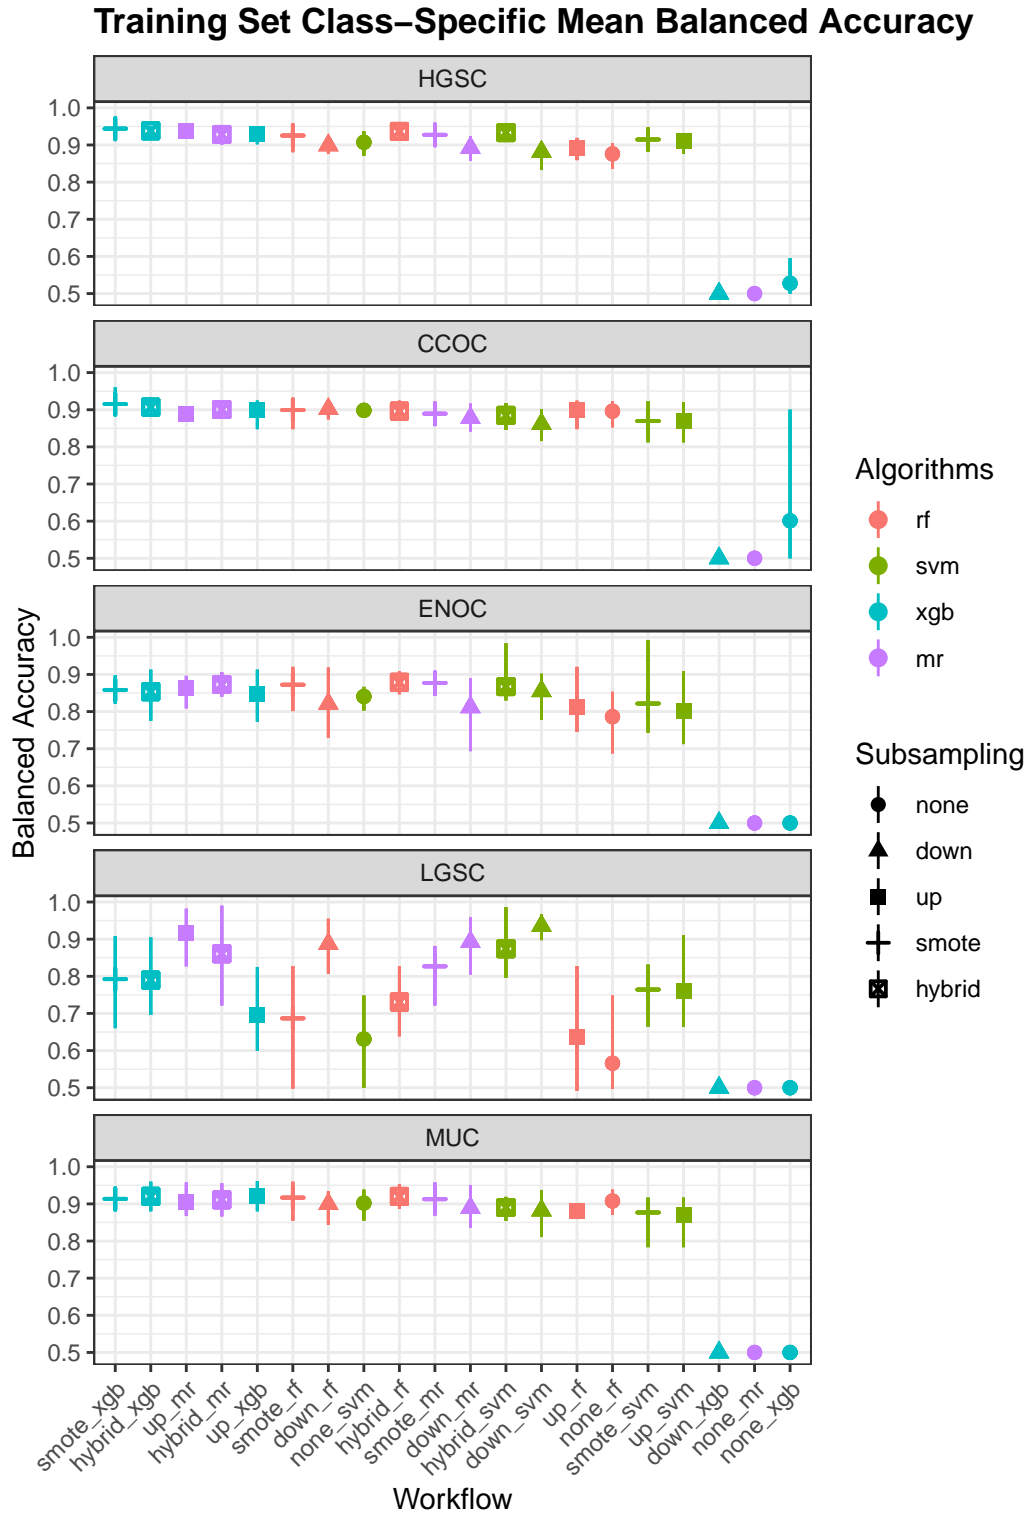 Training Set Class–Specific Mean Balanced Accuracy
HGSC
1.0
0.9
0.8
0.7
0.6
0.5
CCOC
1.0
0.9
0.8
0.7
0.6
0.5
ENOC
1.0
0.9
0.8
0.7
0.6
0.5
LGSC
1.0
0.9
0.8
0.7
0.6
0.5
MUC
1.0
0.9
0.8
0.7
0.6
0.5
Balanced Accuracy
smote_xgb
hybrid_xgb
up_mr
hybrid_mr
up_xgb
smote_rf
down_rf
none_svm
hybrid_rf
smote_mr
down_mr
hybrid_svm
down_svm
up_rf
none_rf
smote_svm
up_svm
down_xgb
none_mr
none_xgb
Workflow
Algorithms
rf
svm
xgb
mr
Subsampling
none
down
up
smote
hybrid